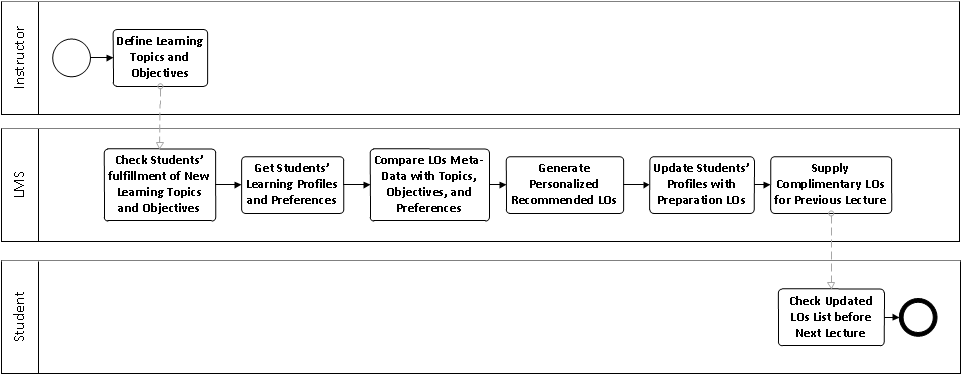 Instructor
Define Learning
Topics and
Objectives
LMS
Check Students’
fulfillment of New
Learning Topics
and Objectives
Get Students’
Learning Profiles
and Preferences
Compare LOs Meta-
Data with Topics,
Objectives, and
Preferences
Generate
Personalized
Recommended LOs
Update Students’
Profiles with
Preparation LOs
Supply
Complimentary LOs
for Previous Lecture
Student
Check Updated
LOs List before
Next Lecture